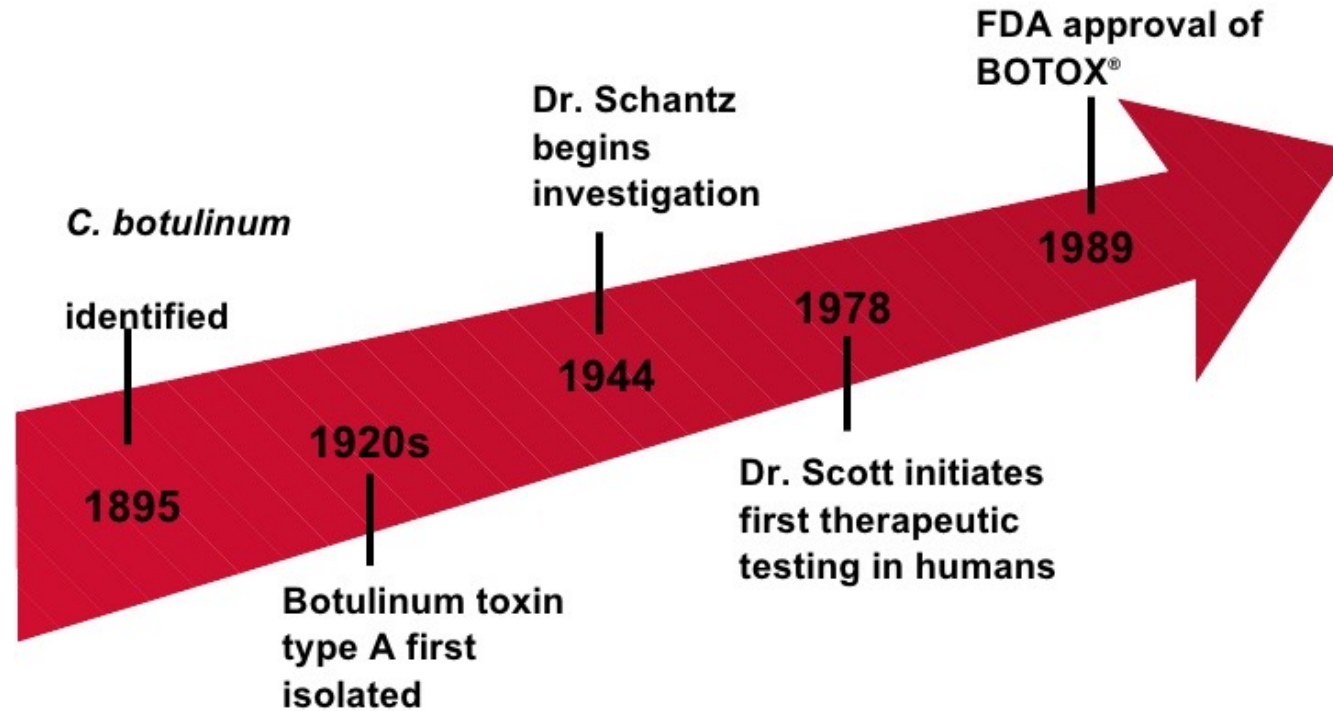 C. botulinum
identified
1895
1920s
Botulinum toxin
type A first
isolated
Dr. Schantz
begins
investigation
1944
1978
Dr. Scott initiates
first therapeutic
testing in humans
FDA approval of
BOTOX®
1989